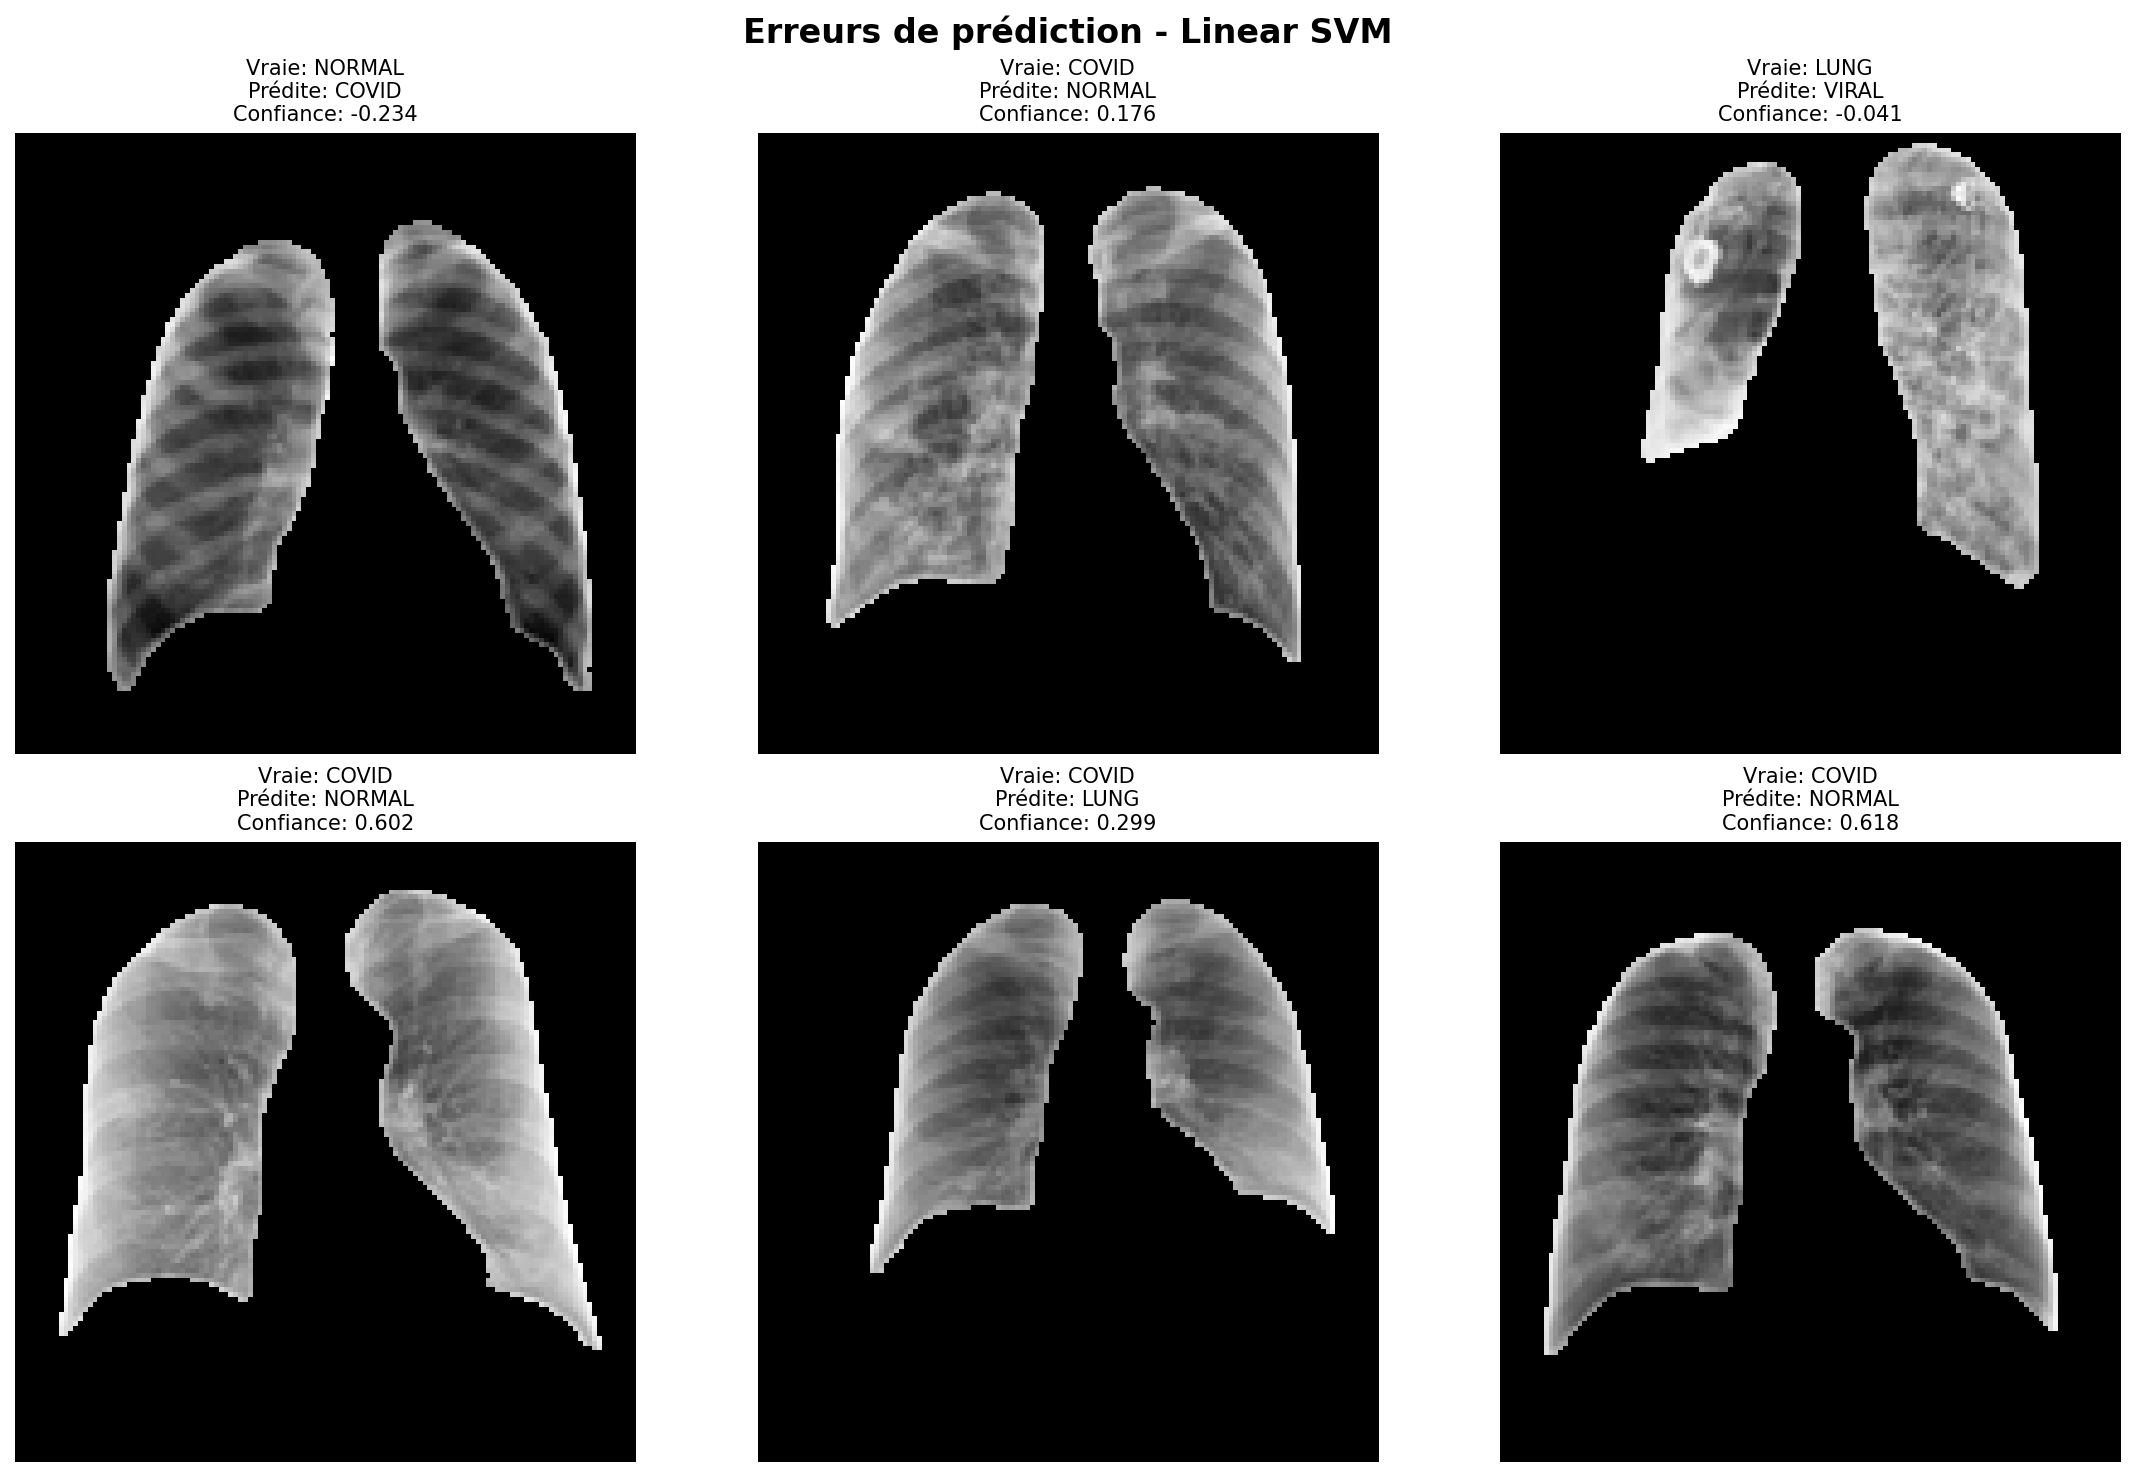 Erreurs de prédiction - Linear SVM
Vraie: NORMAL
Prédite: COVID
Confiance: -0.234
Vraie: COVID
Prédite: NORMAL
Confiance: 0.176
Vraie: LUNG
Prédite: VIRAL
Confiance: -0.041
Vraie: COVID
Prédite: NORMAL
Confiance: 0.602
Vraie: COVID
Prédite: LUNG
Confiance: 0.299
Vraie: COVID
Prédite: NORMAL
Confiance: 0.618